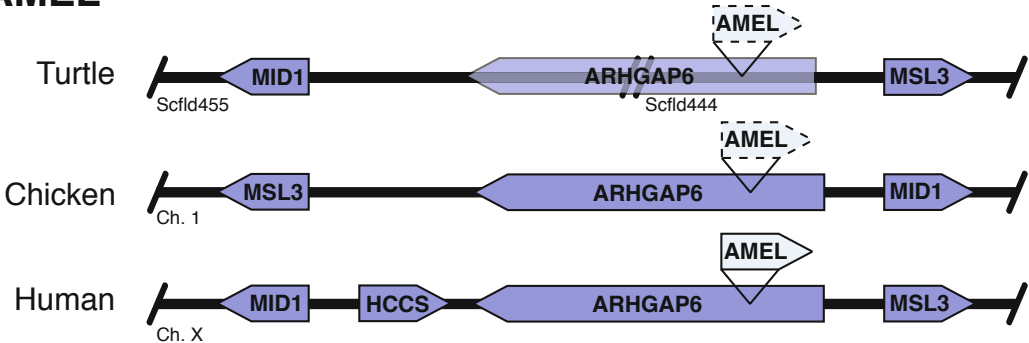 AMEL
AMEL
Turtle MID1 ARHGAP6 MSL3
Scfld455 Scfld444
AMEL
Chicken MSL3 ARHGAP6 MID1
Ch. 1
AMEL
Human MID1 HCCS ARHGAP6 MSL3
Ch. X